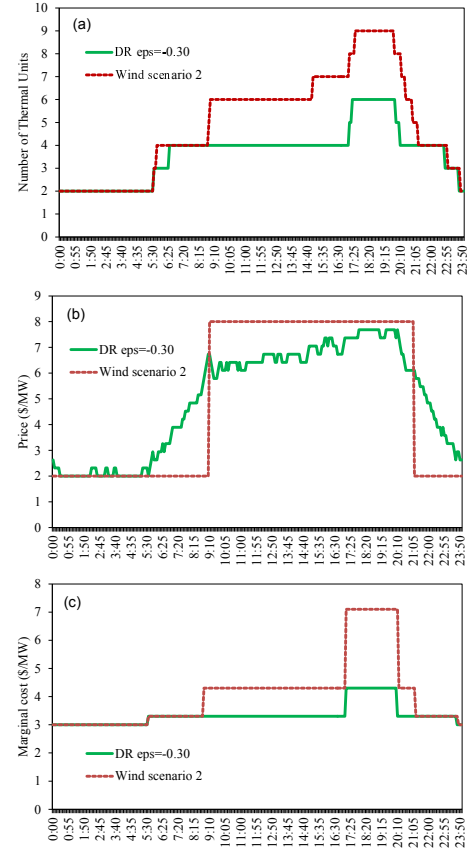 (a)
10
9
8
7
6
5
4
3
2
1
0
Number of Thermal Units
DR eps=-0.30
Wind scenario 2
0:00 0:55 1:50 2:45 3:40 4:35 5:30 6:25 7:20 8:15 9:10 10:05 11:00 11:55 12:50 13:45 14:40 15:35 16:30 17:25 18:20 19:15 20:10 21:05 22:00 22:55 23:50
(b)
9
8
7
6
5
4
3
2
1
0
Price ($/MW)
DR eps=-0.30
Wind scenario 2
0:00 0:55 1:50 2:45 3:40 4:35 5:30 6:25 7:20 8:15 9:10 10:05 11:00 11:55 12:50 13:45 14:40 15:35 16:30 17:25 18:20 19:15 20:10 21:05 22:00 22:55 23:50
(c)
8
7
6
5
4
3
2
1
0
Marginal cost ($/MW)
DR eps=-0.30
Wind scenario 2
0:00 0:55 1:50 2:45 3:40 4:35 5:30 6:25 7:20 8:15 9:10 10:05 11:00 11:55 12:50 13:45 14:40 15:35 16:30 17:25 18:20 19:15 20:10 21:05 22:00 22:55 23:50